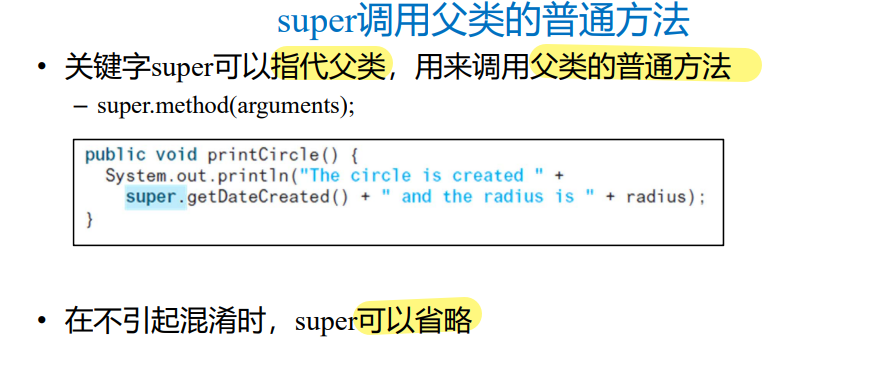 super调用父类的普通方法
• 关键字super可以指代父类，用来调用父类的普通方法
– super.method(arguments);
public void printCircle() {
System.out.println("The circle is created " +
super.getDateCreated() + " and the radius is " + radius);
}
• 在不引起混淆时，super可以省略